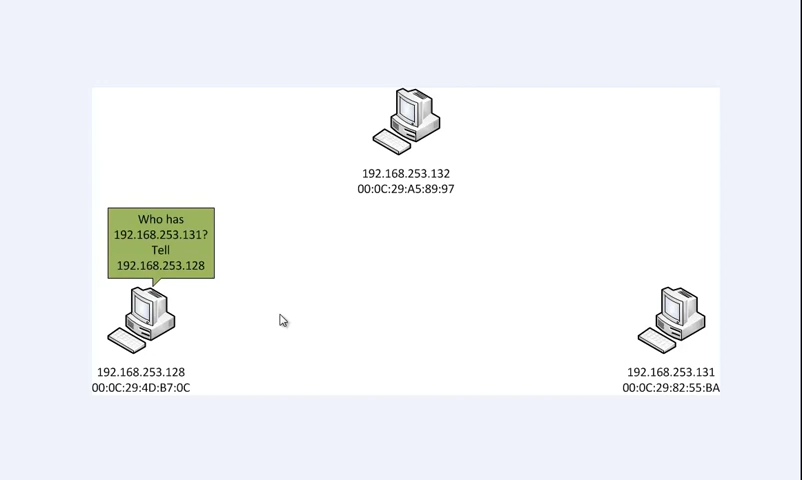 192.168.253.132
00:0C:29:A5:89:97
Who has
192.168.253.131?
Tell
192.168.253.128
192.168.253.128
00:0C:29:4D:B7:0C
192.168.253.131
00:0C:29:82:55:BA